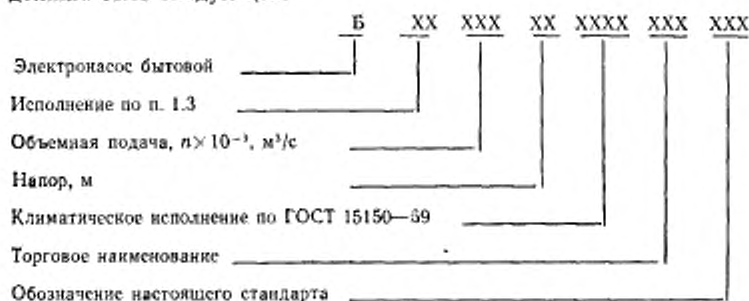 Б XX XXX XX XXXX XXX XXX
Электронасос бытовой
Исполнение по п. 1.3
Объемная подача, n×10⁻³, м³/с
Напор, м
Климатическое исполнение по ГОСТ 15150—69
Торговое наименование
Обозначение настоящего стандарта